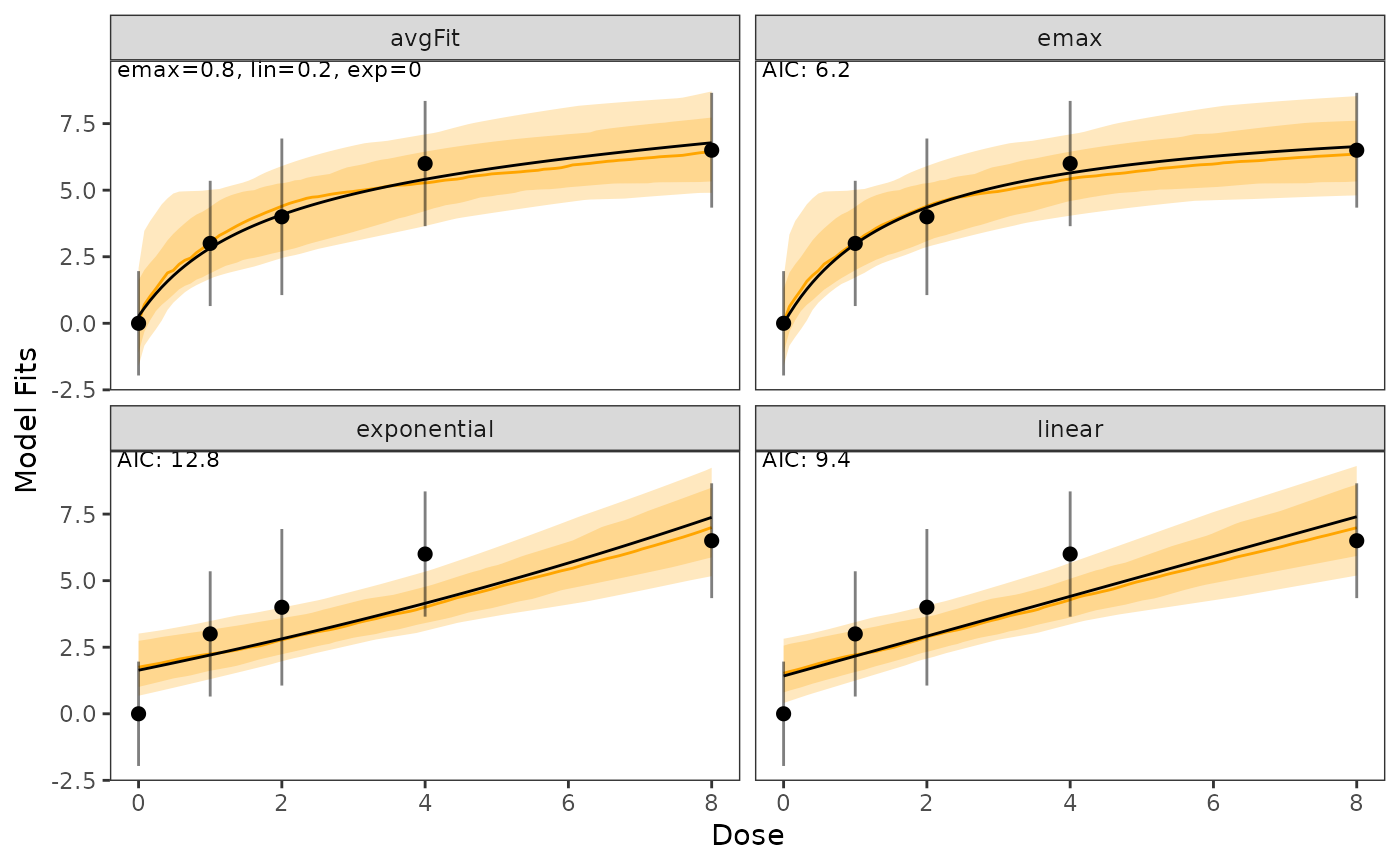 avgFit
emax
emax=0.8, lin=0.2, exp=0
AIC: 6.2
7.5
5.0
2.5
0.0
-2.5
exponential
linear
AIC: 12.8
AIC: 9.4
7.5
5.0
2.5
0.0
-2.5
Model Fits
0 2 4 6 8
0 2 4 6 8
Dose